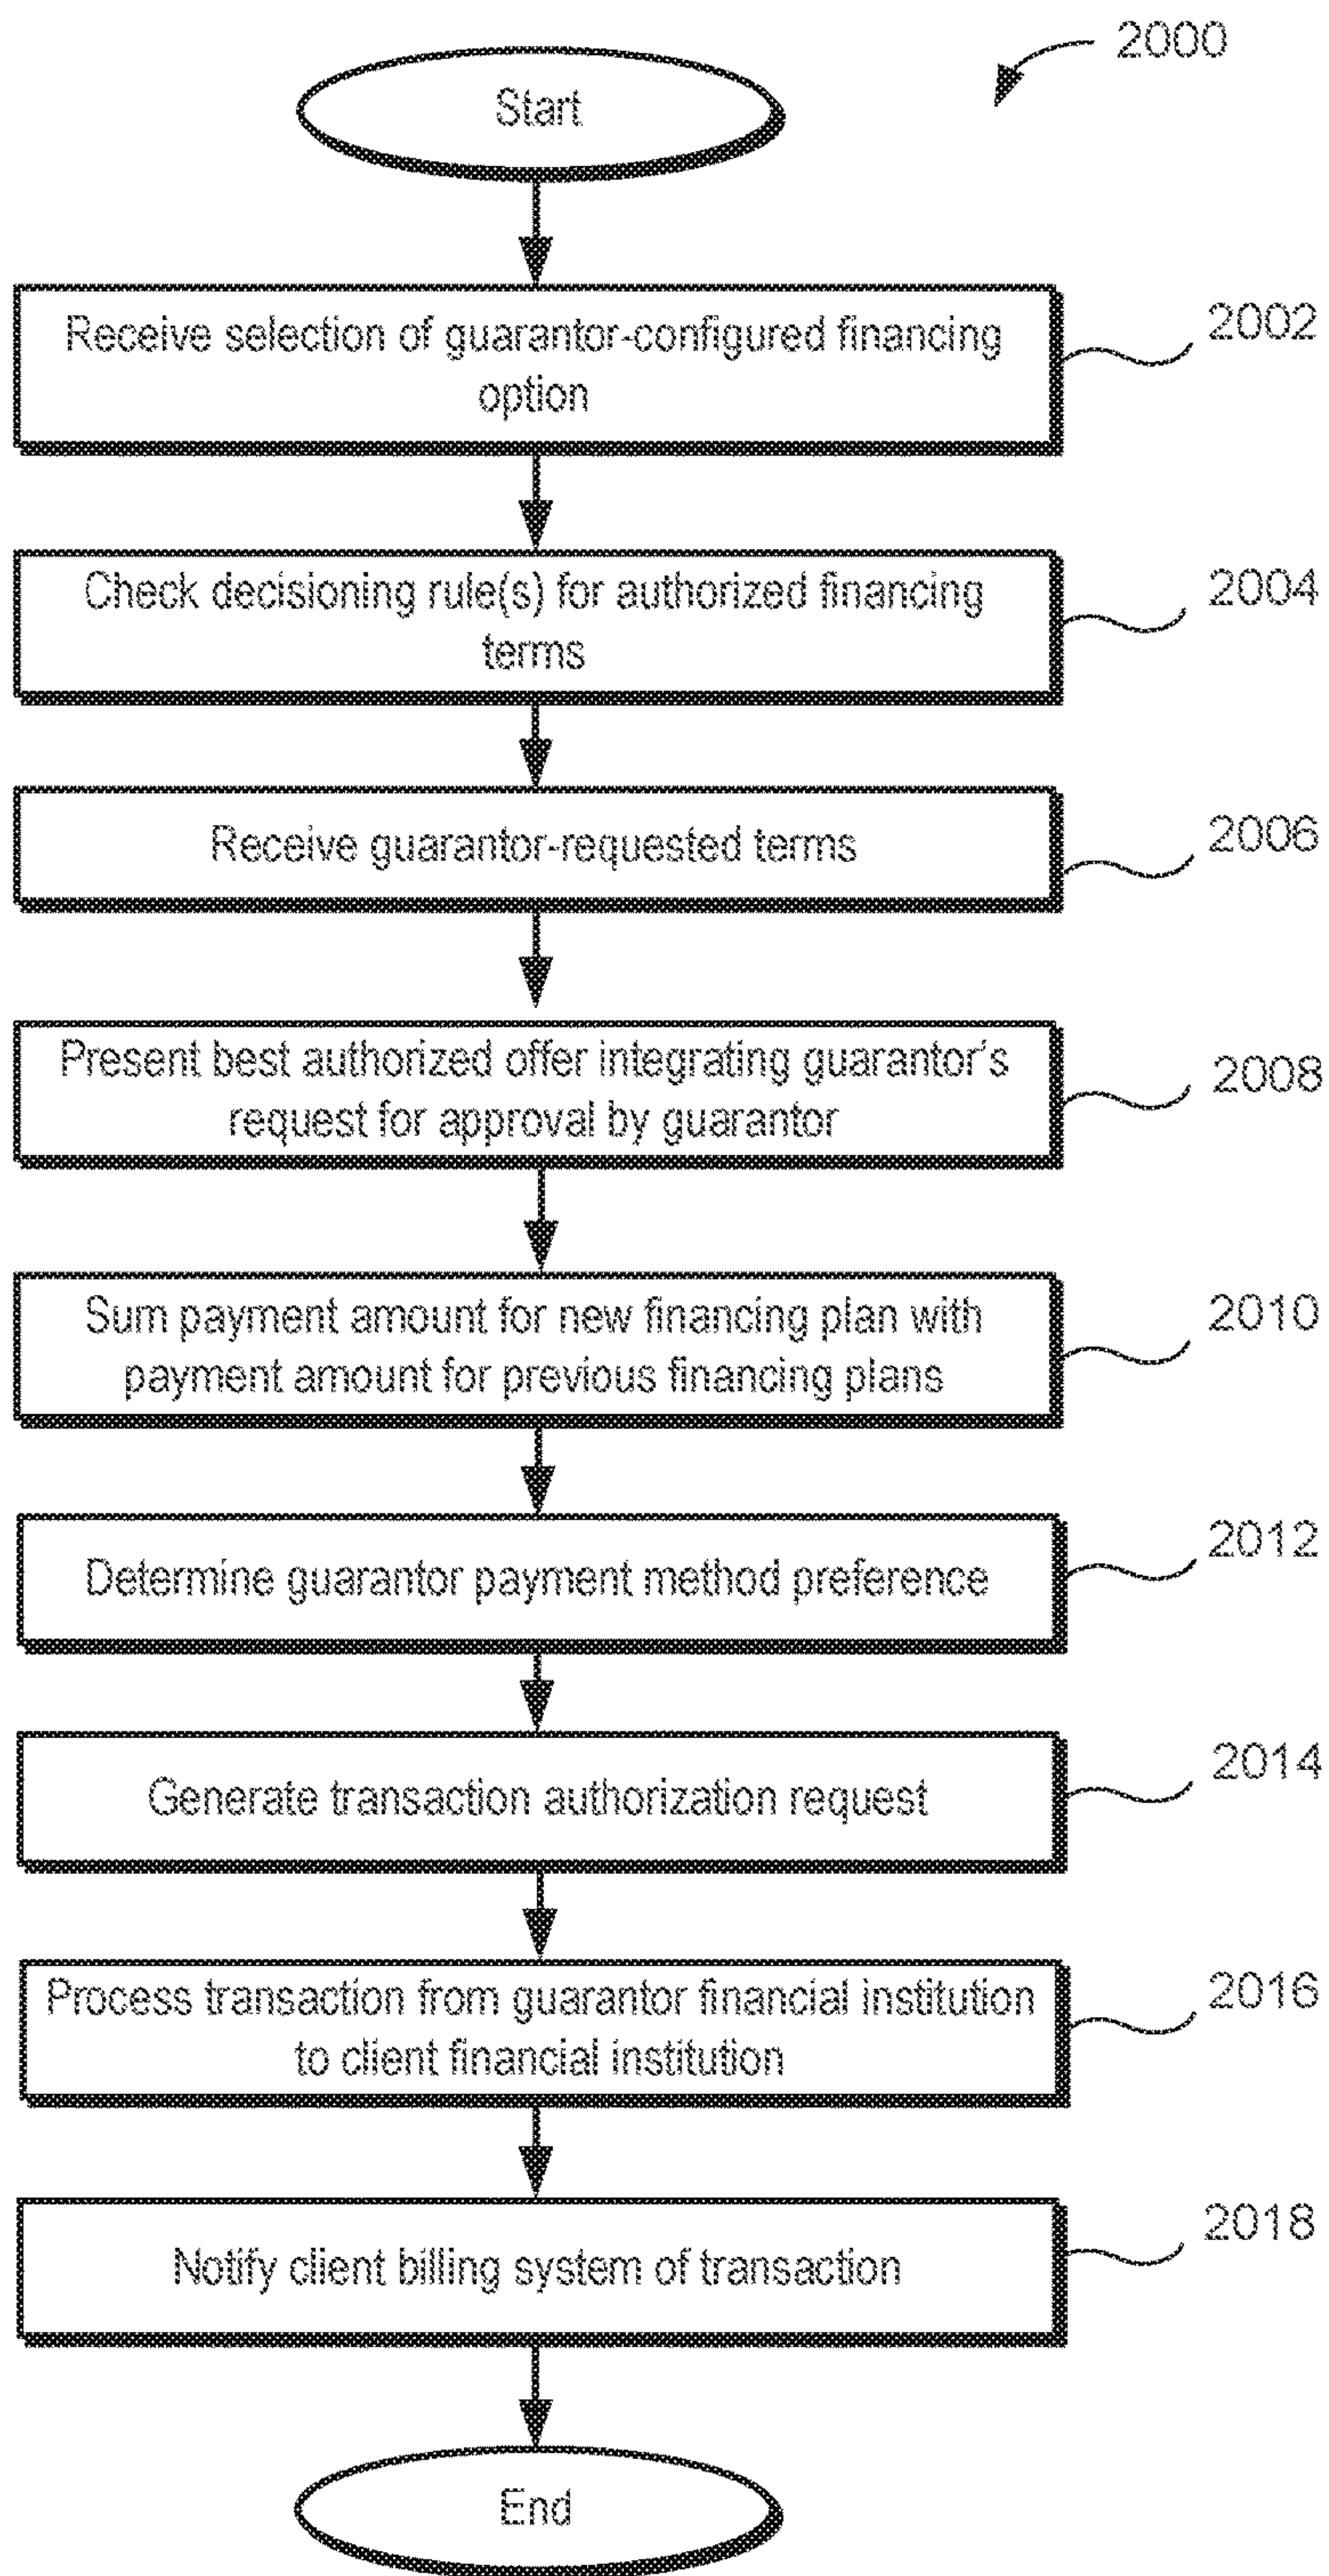 2000
Start
Receive selection of guarantor-configured financing
option
2002
Check decisioning rule(s) for authorized financing
terms
2004
Receive guarantor-requested terms
2006
Present best authorized offer integrating guarantor's
request for approval by guarantor
2008
Sum payment amount for new financing plan with
payment amount for previous financing plans
2010
Determine guarantor payment method preference
2012
Generate transaction authorization request
2014
Process transaction from guarantor financial institution
to client financial institution
2016
Notify client billing system of transaction
2018
End